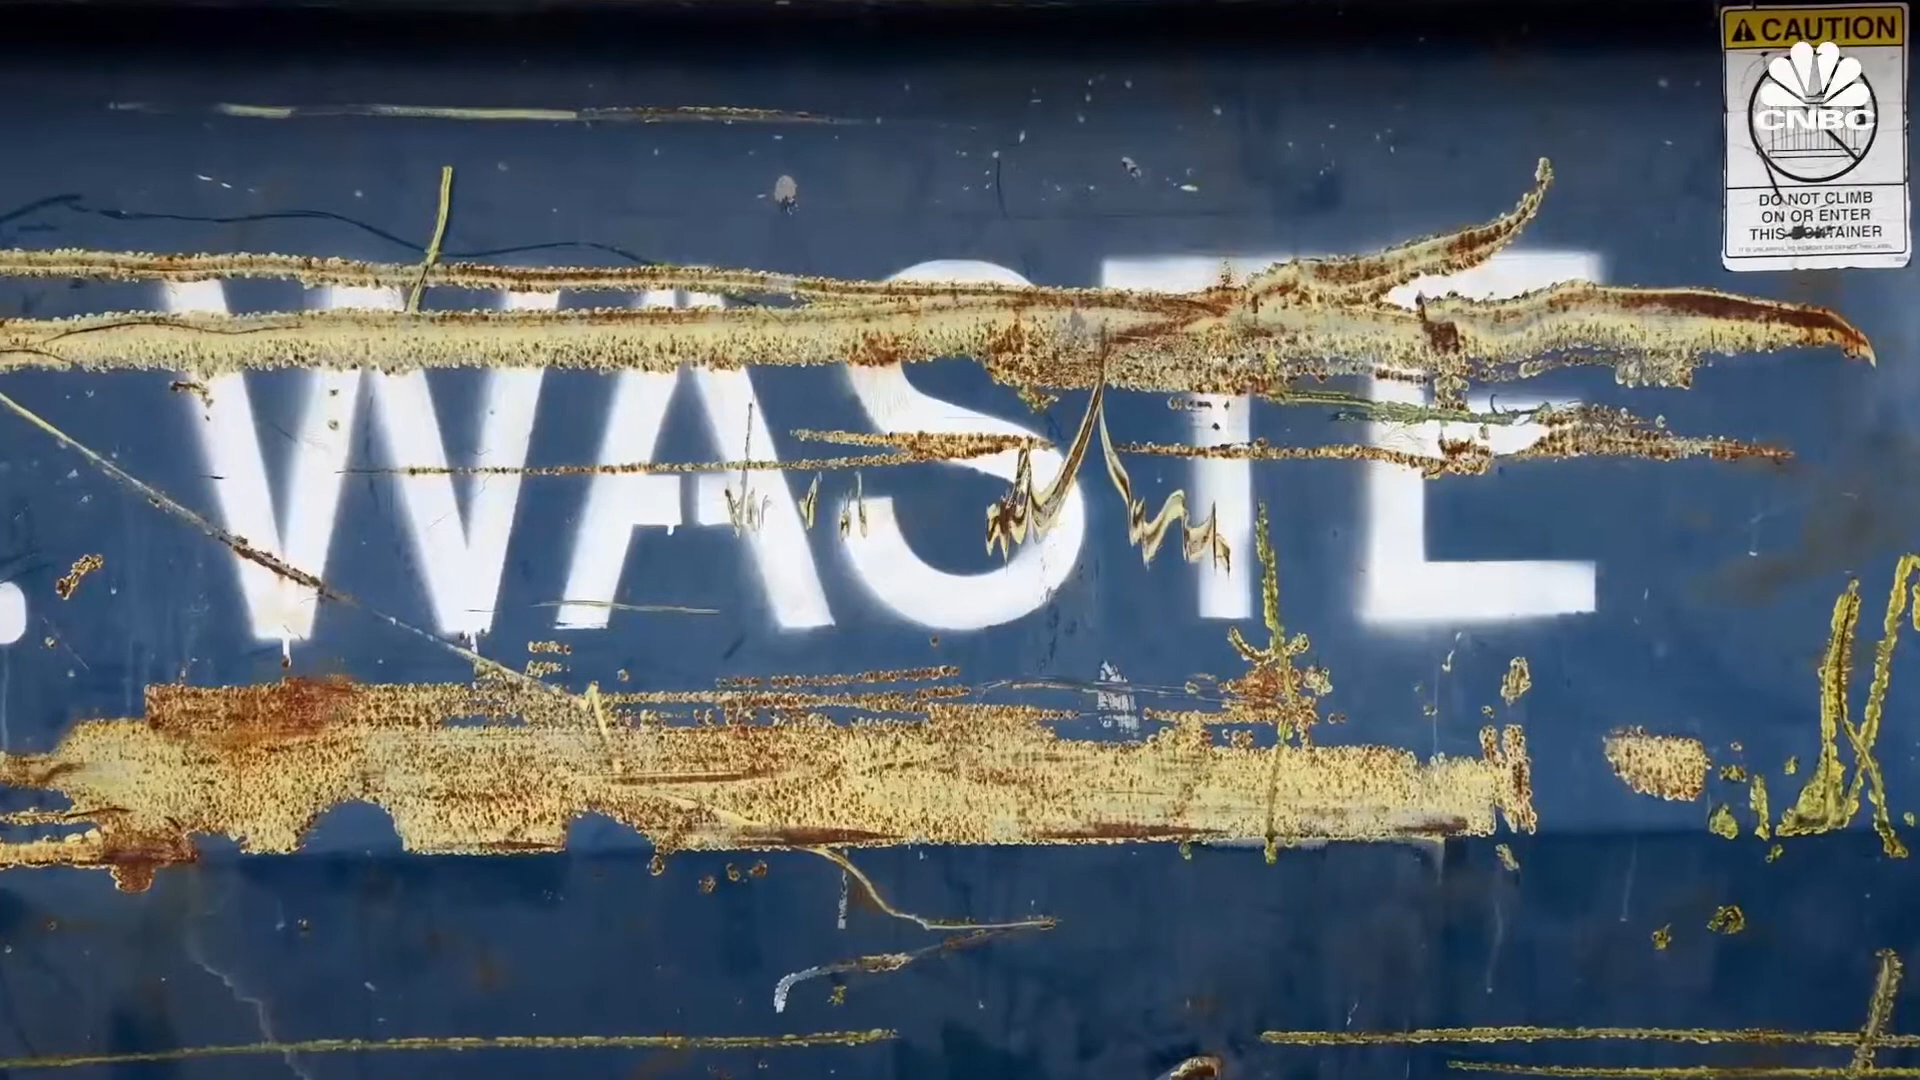 CAUTION
CNBC
DO NOT CLIMB
ON OR ENTER
THIS CONTAINER
WASTE